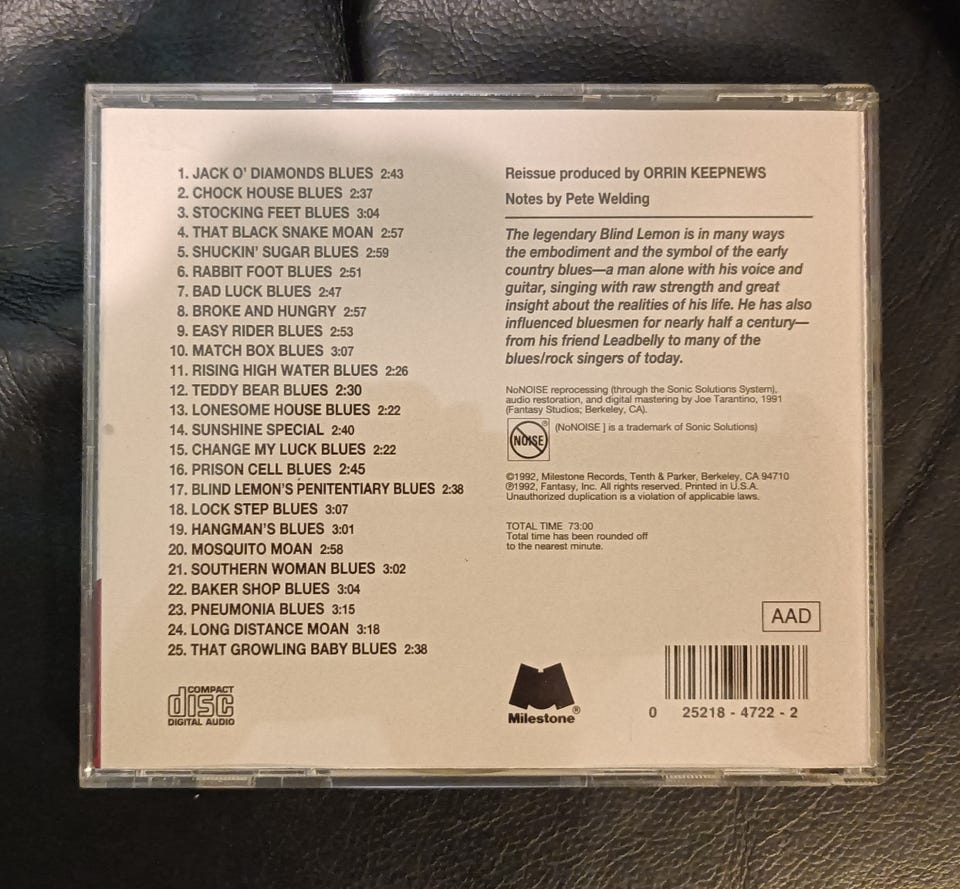 1. JACK O' DIAMONDS BLUES 2:43
2. CHOCK HOUSE BLUES 2:37
3. STOCKING FEET BLUES 3:04
4. THAT BLACK SNAKE MOAN 2:57
5. SHUCKIN' SUGAR BLUES 2:59
6. RABBIT FOOT BLUES 2:51
7. BAD LUCK BLUES 2:47
8. BROKE AND HUNGRY 2:57
9. EASY RIDER BLUES 2:53
10. MATCH BOX BLUES 3:07
11. RISING HIGH WATER BLUES 2:26
12. TEDDY BEAR BLUES 2:30
13. LONESOME HOUSE BLUES 2:22
14. SUNSHINE SPECIAL 2:40
15. CHANGE MY LUCK BLUES 2:22
16. PRISON CELL BLUES 2:45
17. BLIND LEMON'S PENITENTIARY BLUES 2:38
18. LOCK STEP BLUES 3:07
19. HANGMAN'S BLUES 3:01
20. MOSQUITO MOAN 2:58
21. SOUTHERN WOMAN BLUES 3:02
22. BAKER SHOP BLUES 3:04
23. PNEUMONIA BLUES 3:15
24. LONG DISTANCE MOAN 3:18
25. THAT GROWLING BABY BLUES 2:38
COMPACT
disc
DIGITAL AUDIO
Reissue produced by ORRIN KEEPNEWS
Notes by Pete Welding
The legendary Blind Lemon is in many ways
the embodiment and the symbol of the early
country blues—a man alone with his voice and
guitar, singing with raw strength and great
insight about the realities of his life. He has also
influenced bluesmen for nearly half a century—
from his friend Leadbelly to many of the
blues/rock singers of today.
NoNOISE reprocessing (through the Sonic Solutions System),
audio restoration, and digital mastering by Joe Tarantino, 1991
(Fantasy Studios; Berkeley, CA).
NOISE ® (NoNOISE ] is a trademark of Sonic Solutions)
©1992, Milestone Records, Tenth & Parker, Berkeley, CA 94710
℗1992, Fantasy, Inc. All rights reserved. Printed in U.S.A.
Unauthorized duplication is a violation of applicable laws.
TOTAL TIME 73:00
Total time has been rounded off
to the nearest minute.
AAD
Milestone®
0 25218 - 4722 - 2